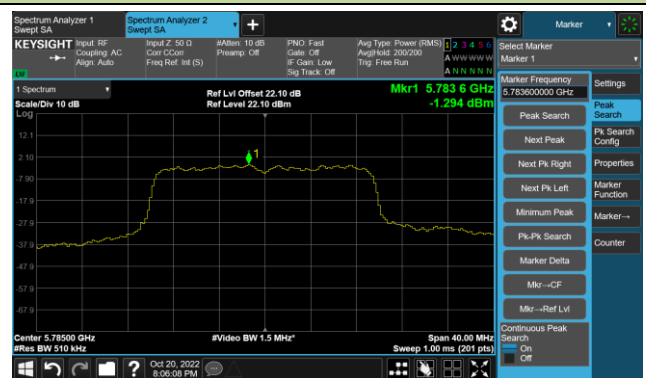 Spectrum Analyzer 1
Swept SA
Spectrum Analyzer 2
Swept SA
Marker
KEYSIGHT
Input: RF
Coupling: AC
Align: Auto
Input Z: 50 Ω
Corr CCorr
Freq Ref: Int (S)
#Atten: 10 dB
Preamp: Off
PNO: Fast
Gate: Off
IF Gain: Low
Sig Track: Off
Avg Type: Power (RMS)
Avg|Hold: 200/200
Trig: Free Run
1 2 3 4 5 6
A W W W W W
A N N N N N
Select Marker
Marker 1
1 Spectrum
Scale/Div 10 dB
Log
Ref Lvl Offset 22.10 dB
Ref Level 22.10 dBm
Mkr1 5.783 6 GHz
-1.294 dBm
12.1
2.10
-7.90
-17.9
-27.9
-37.9
-47.9
-57.9
-67.9
1
Center 5.78500 GHz
#Res BW 510 kHz
#Video BW 1.5 MHz*
Span 40.00 MHz
Sweep 1.00 ms (201 pts)
Marker Frequency
5.783600000 GHz
Peak Search
Next Peak
Next Pk Right
Next Pk Left
Minimum Peak
Pk-Pk Search
Marker Delta
Mkr→CF
Mkr→Ref Lvl
Continuous Peak
Search
On
Off
Settings
Peak
Search
Pk Search
Config
Properties
Marker
Function
Marker→
Counter
?
Oct 20, 2022
8:06:08 PM